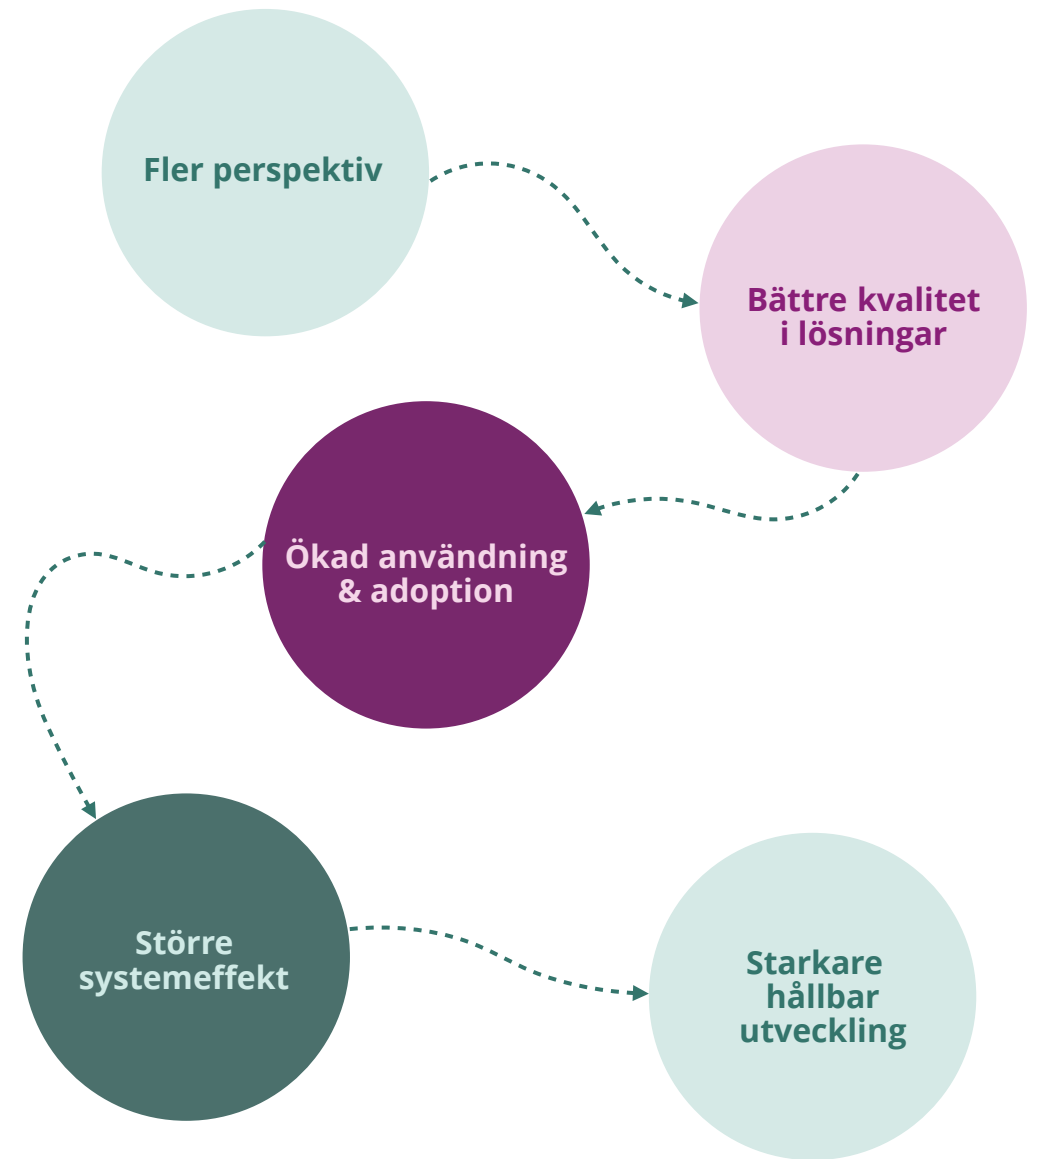 Fler perspektiv
Bättre kvalitet
i lösningar
Ökad användning
& adoption
Större
systemeffekt
Starkare
hållbar
utveckling